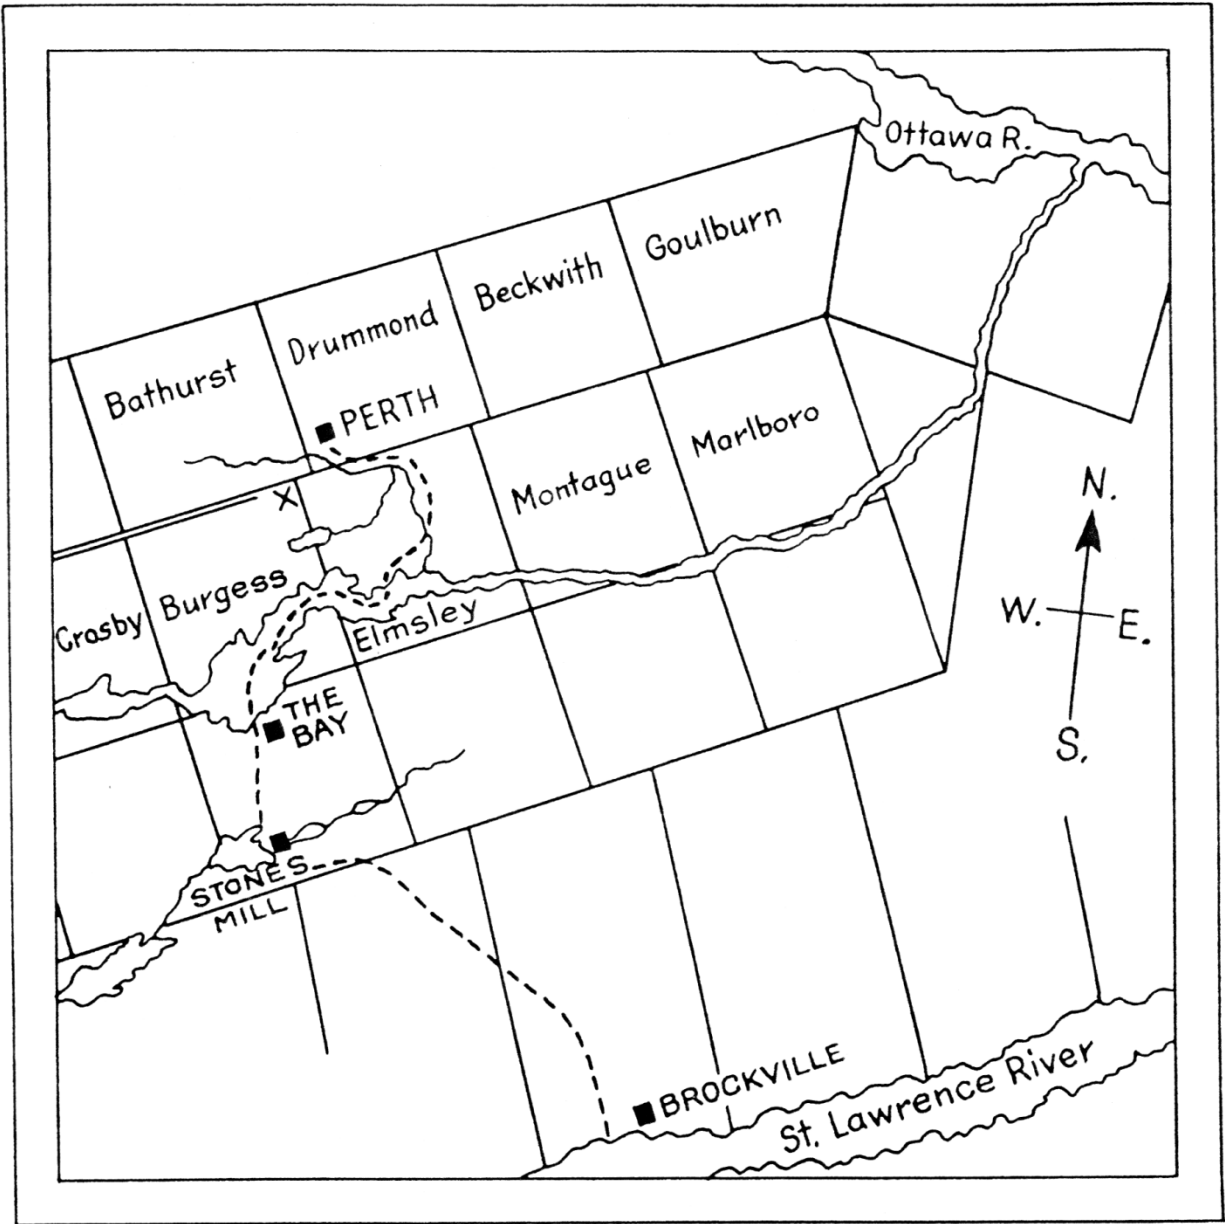 Ottawa R.
Goulburn
Beckwith
Drummond
Bathurst
PERTH
Marlboro
Montague
X
N.
W.
E.
S.
Burgess
Crosby
Elmsley
THE
BAY
STONES
MILL
BROCKVILLE
St. Lawrence River